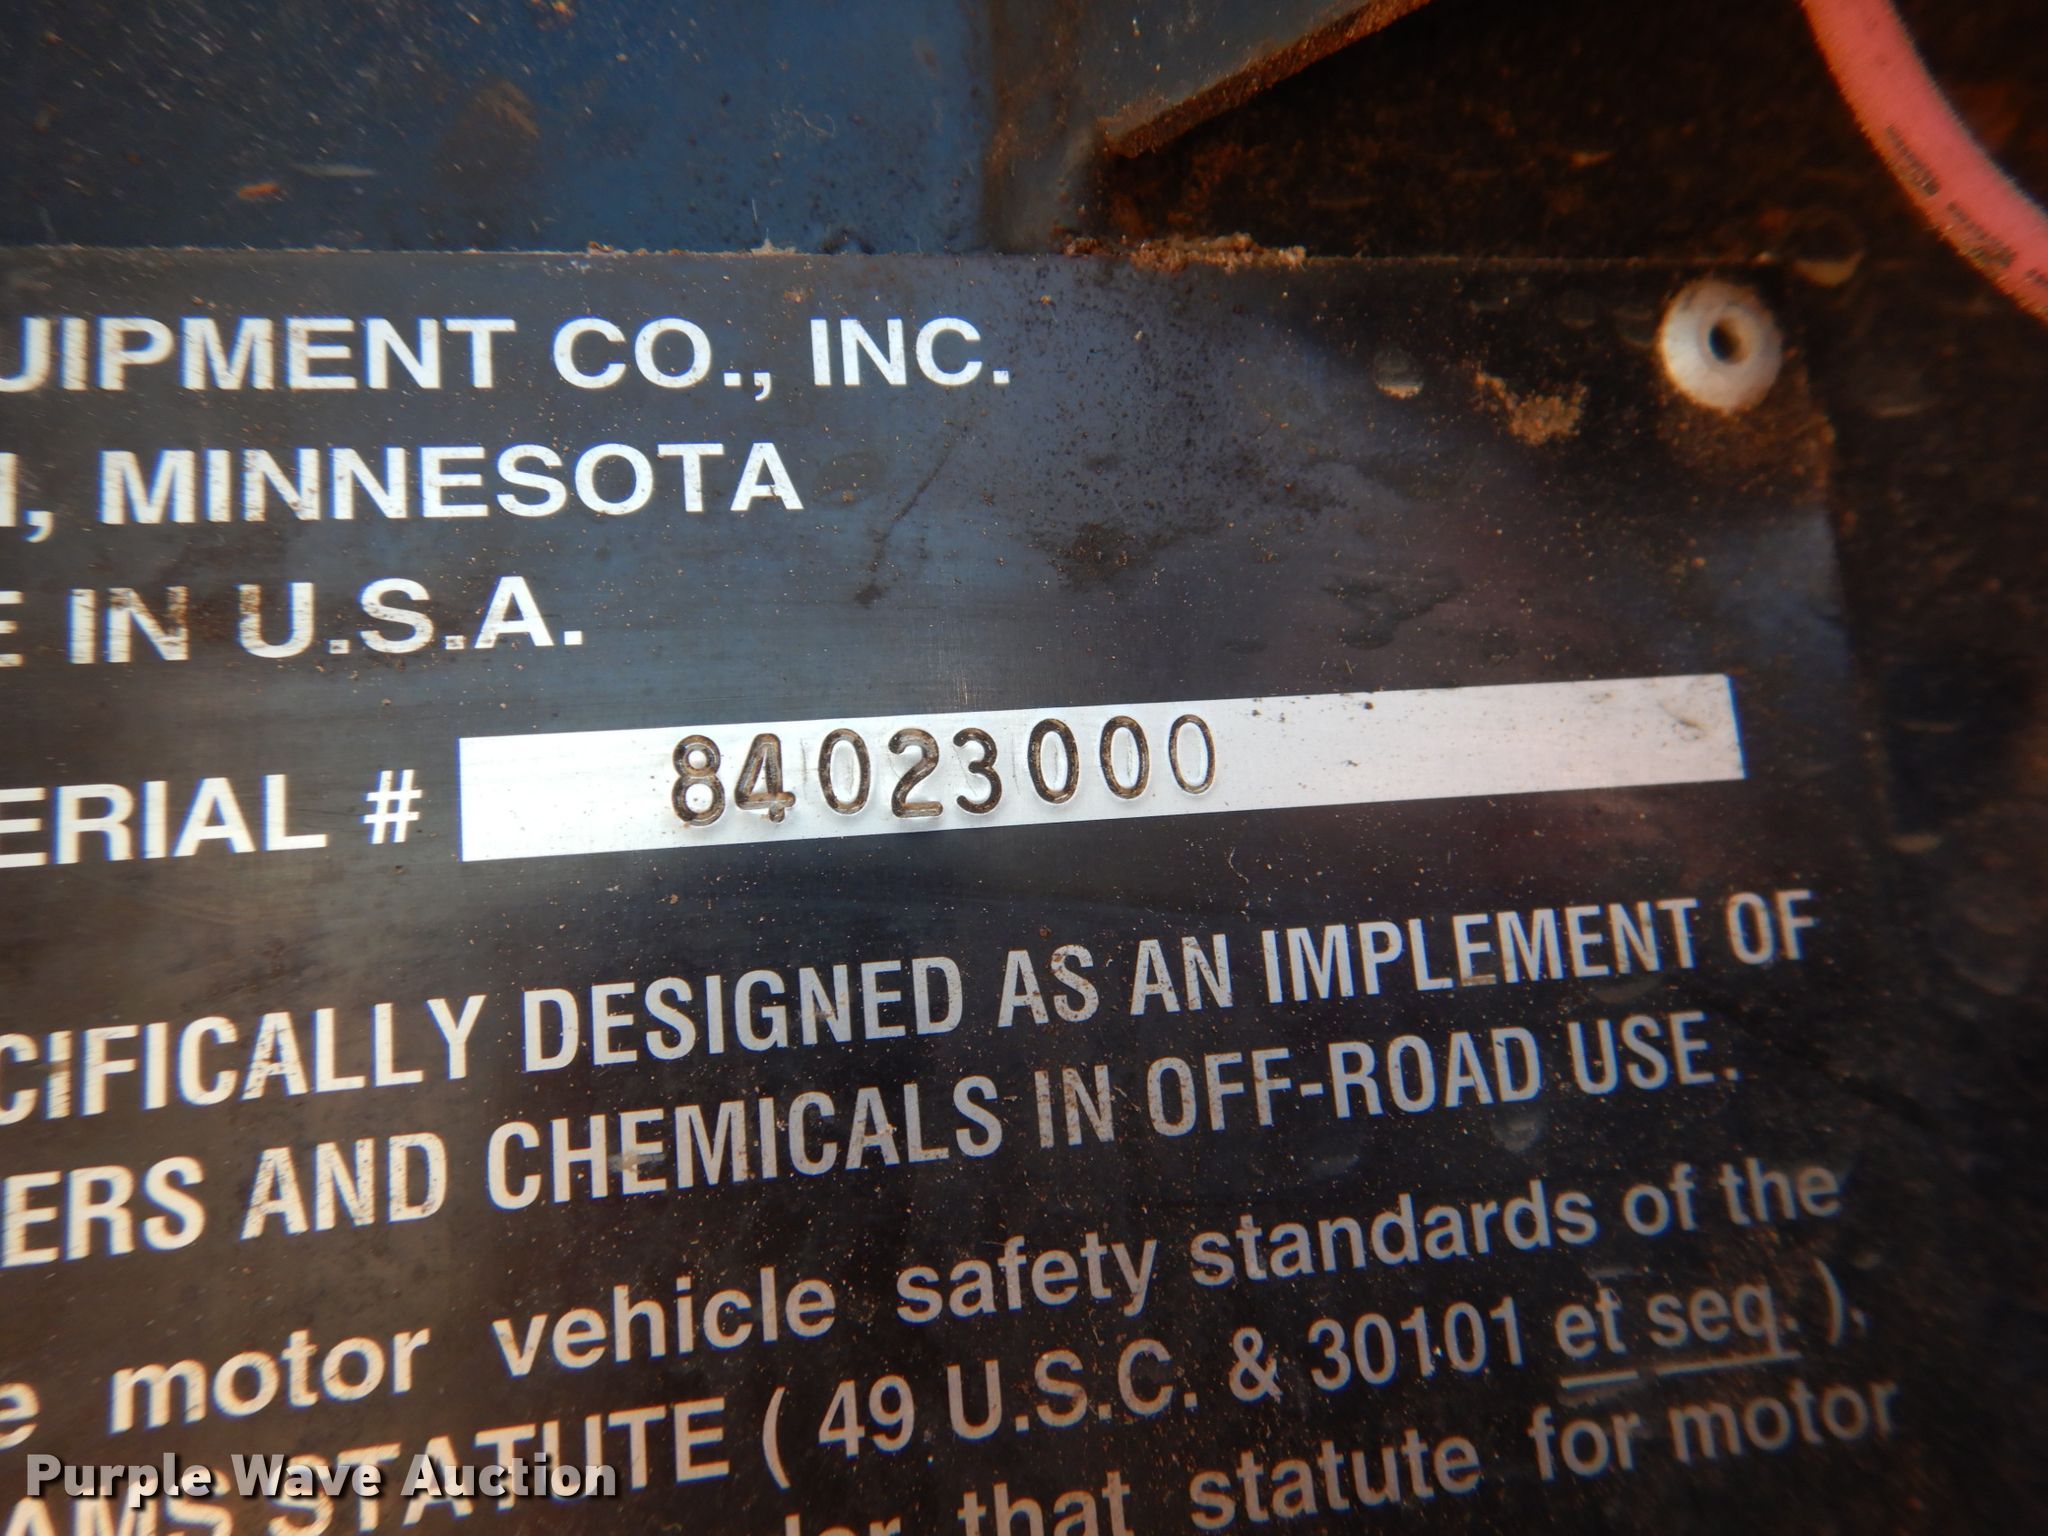 UIPMENT CO., INC.
, MINNESOTA
E IN U.S.A.
ERIAL # 84023000
CIFICALLY DESIGNED AS AN IMPLEMENT OF
ERS AND CHEMICALS IN OFF-ROAD USE.
e motor vehicle safety standards of the
AMS STATUTE ( 49 U.S.C. & 30101 et seq. ),
that statute for motor
Purple Wave Auction